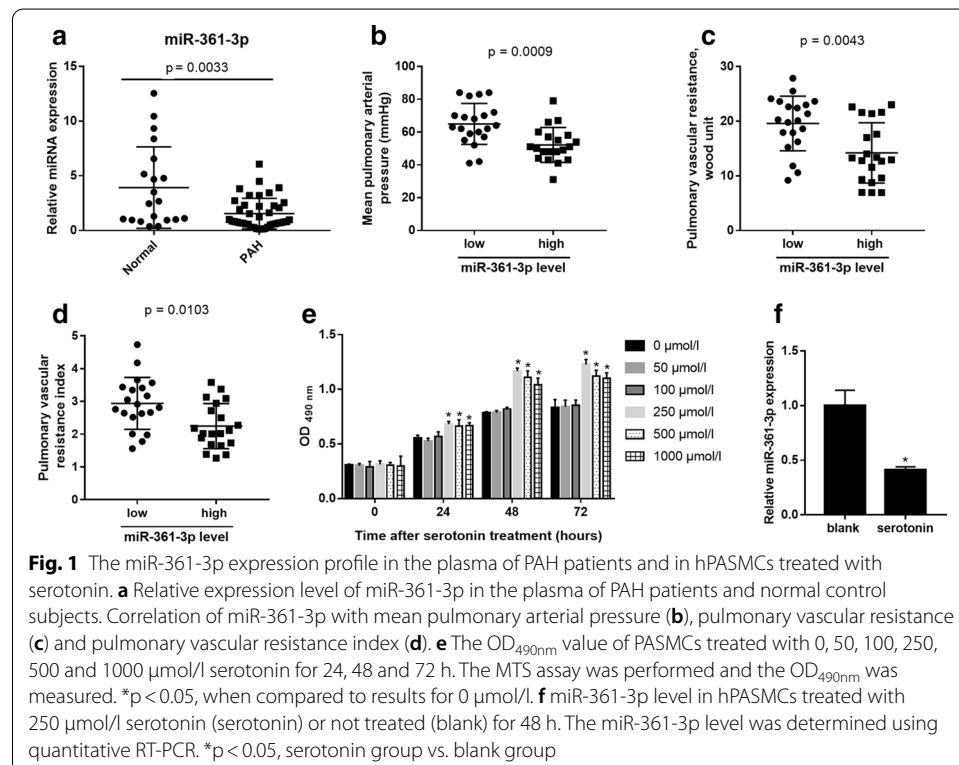 a
miR-361-3p
p = 0.0033
Relative miRNA expression
15
10
5
0
Normal
PAH
b
p = 0.0009
Mean pulmonary arterial
pressure (mmHg)
100
80
60
40
20
0
low high
miR-361-3p level
c
p = 0.0043
Pulmonary vascular resistance,
wood unit
30
20
10
0
low high
miR-361-3p level
d
p = 0.0103
Pulmonary vascular
resistance index
5
4
3
2
1
0
low high
miR-361-3p level
e
OD 490 nm
1.5
1.0
0.5
0.0
* * * * * * * * *
0 24 48 72
Time after serotonin treatment (hours)
0 µmol/l
50 µmol/l
100 µmol/l
250 µmol/l
500 µmol/l
1000 µmol/l
f
Relative miR-361-3p expression
1.5
1.0
0.5
0.0
*
blank serotonin
Fig. 1 The miR-361-3p expression profile in the plasma of PAH patients and in hPASMCs treated with
serotonin. a Relative expression level of miR-361-3p in the plasma of PAH patients and normal control
subjects. Correlation of miR-361-3p with mean pulmonary arterial pressure (b), pulmonary vascular resistance
(c) and pulmonary vascular resistance index (d). e The OD490nm value of PASMCs treated with 0, 50, 100, 250,
500 and 1000 µmol/l serotonin for 24, 48 and 72 h. The MTS assay was performed and the OD490nm was
measured. *p < 0.05, when compared to results for 0 µmol/l. f miR-361-3p level in hPASMCs treated with
250 µmol/l serotonin (serotonin) or not treated (blank) for 48 h. The miR-361-3p level was determined using
quantitative RT-PCR. *p < 0.05, serotonin group vs. blank group